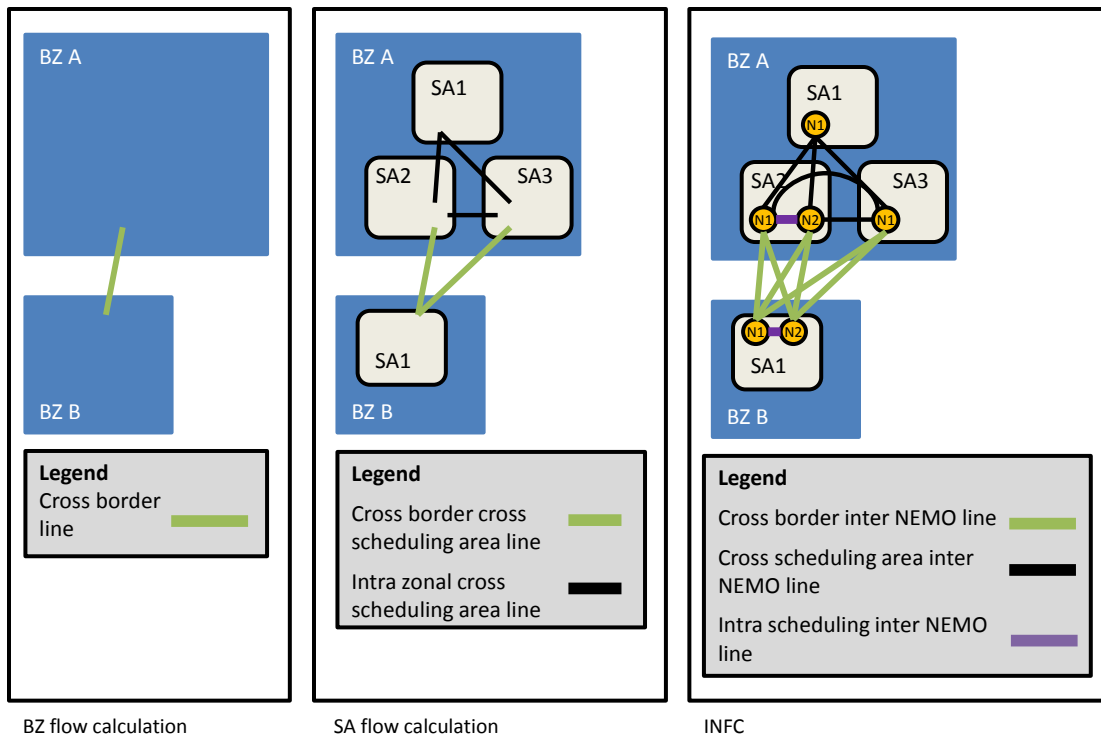 BZ A
BZ B
Legend
Cross border
line
BZ flow calculation
BZ A
SA1
SA2
SA3
SA1
BZ B
Legend
Cross border cross
scheduling area line
Intra zonal cross
scheduling area line
SA flow calculation
BZ A
SA1
N1
SA2
SA3
N1
N2
N1
N1
N2
SA1
BZ B
Legend
Cross border inter NEMO line
Cross scheduling area inter
NEMO line
Intra scheduling inter NEMO
line
INFC